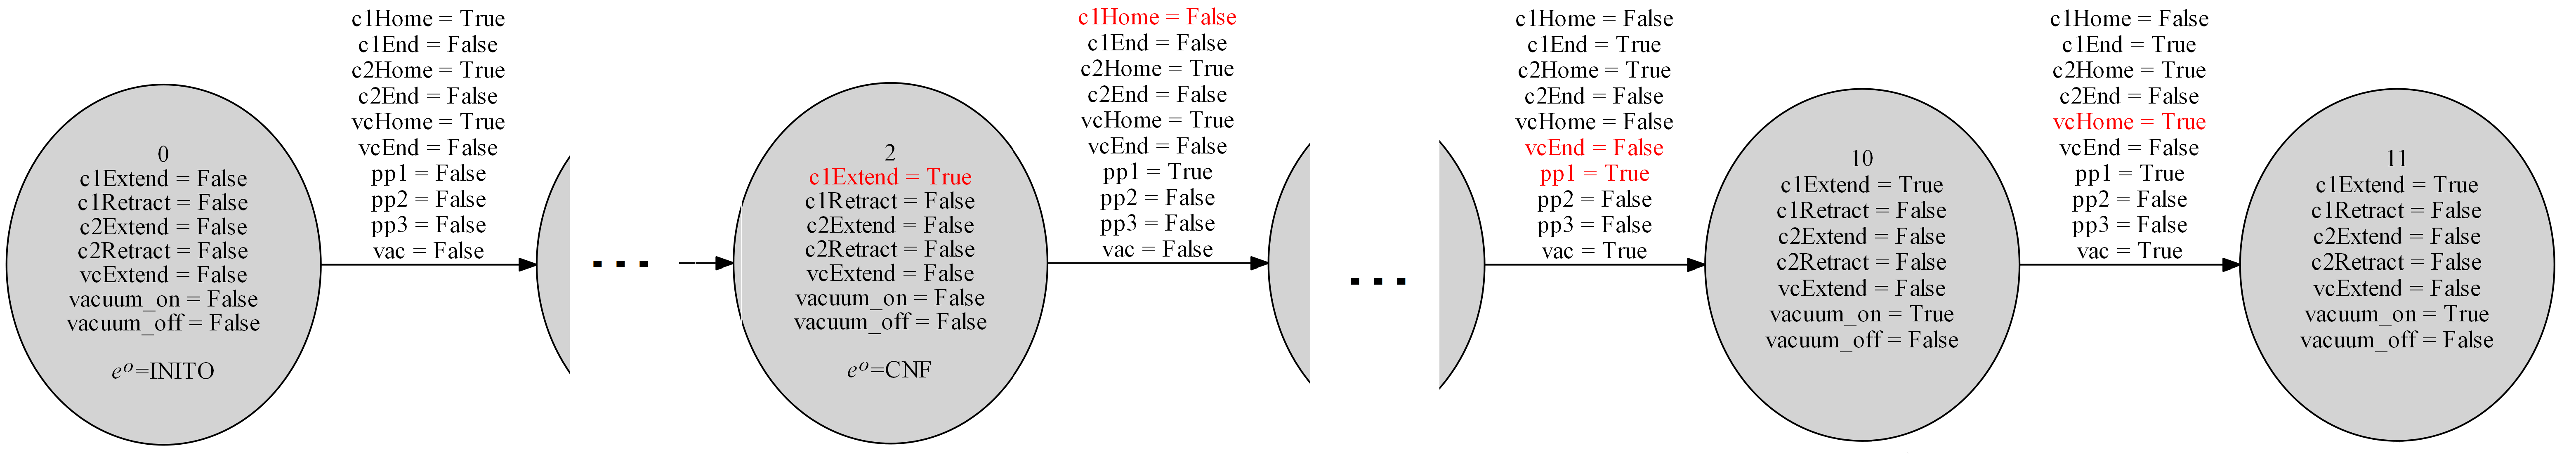 0
c1Extend = False
c1Retract = False
c2Extend = False
c2Retract = False
vcExtend = False
vacuum_on = False
vacuum_off = False
e^o=INITO
c1Home = True
c1End = False
c2Home = True
c2End = False
vcHome = True
vcEnd = False
pp1 = False
pp2 = False
pp3 = False
vac = False
...
2
c1Extend = True
c1Retract = False
c2Extend = False
c2Retract = False
vcExtend = False
vacuum_on = False
vacuum_off = False
e^o=CNF
c1Home = False
c1End = False
c2Home = True
c2End = False
vcHome = True
vcEnd = False
pp1 = True
pp2 = False
pp3 = False
vac = False
...
c1Home = False
c1End = True
c2Home = True
c2End = False
vcHome = False
vcEnd = False
pp1 = True
pp2 = False
pp3 = False
vac = True
10
c1Extend = True
c1Retract = False
c2Extend = False
c2Retract = False
vcExtend = False
vacuum_on = True
vacuum_off = False
c1Home = False
c1End = True
c2Home = True
c2End = False
vcHome = True
vcEnd = False
pp1 = True
pp2 = False
pp3 = False
vac = True
11
c1Extend = True
c1Retract = False
c2Extend = False
c2Retract = False
vcExtend = False
vacuum_on = True
vacuum_off = False